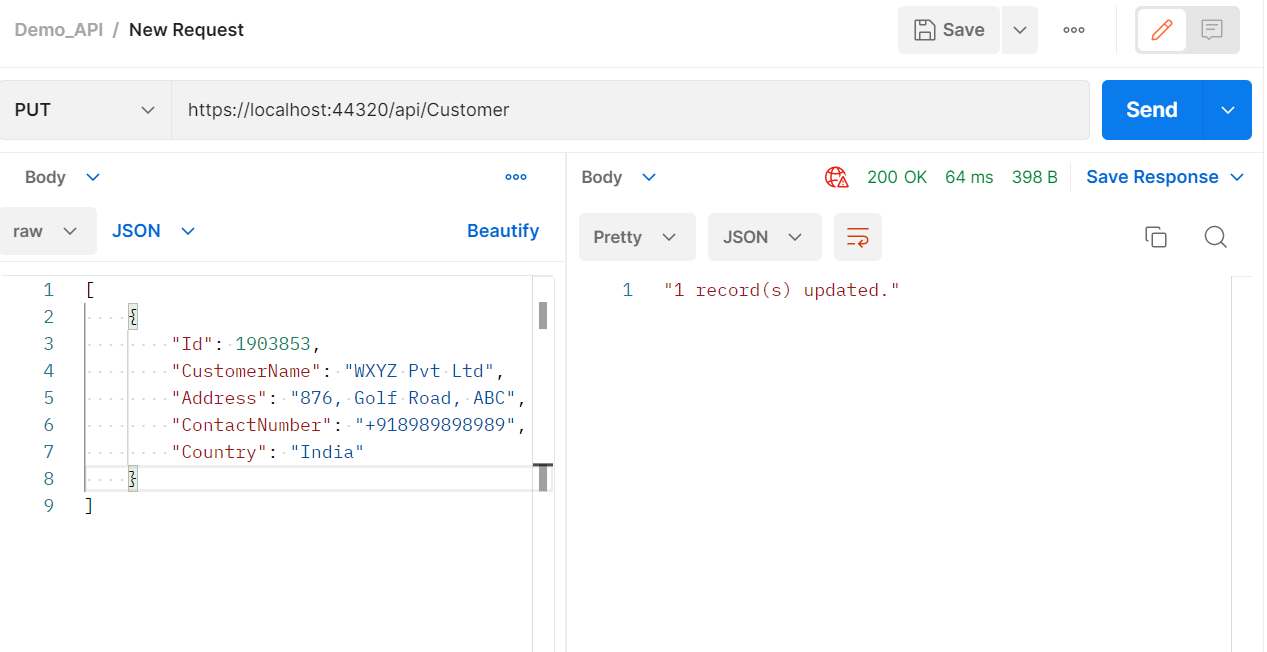 Demo_API / New Request
Save
PUT
https://localhost:44320/api/Customer
Send
Body
raw
JSON
Beautify
1 [
2 {
3 "Id": 1903853,
4 "CustomerName": "WXYZ Pvt Ltd",
5 "Address": "876, Golf Road, ABC",
6 "ContactNumber": "+918989898989",
7 "Country": "India"
8 }
9 ]
Body
200 OK 64 ms 398 B
Save Response
Pretty
JSON
1 "1 record(s) updated."